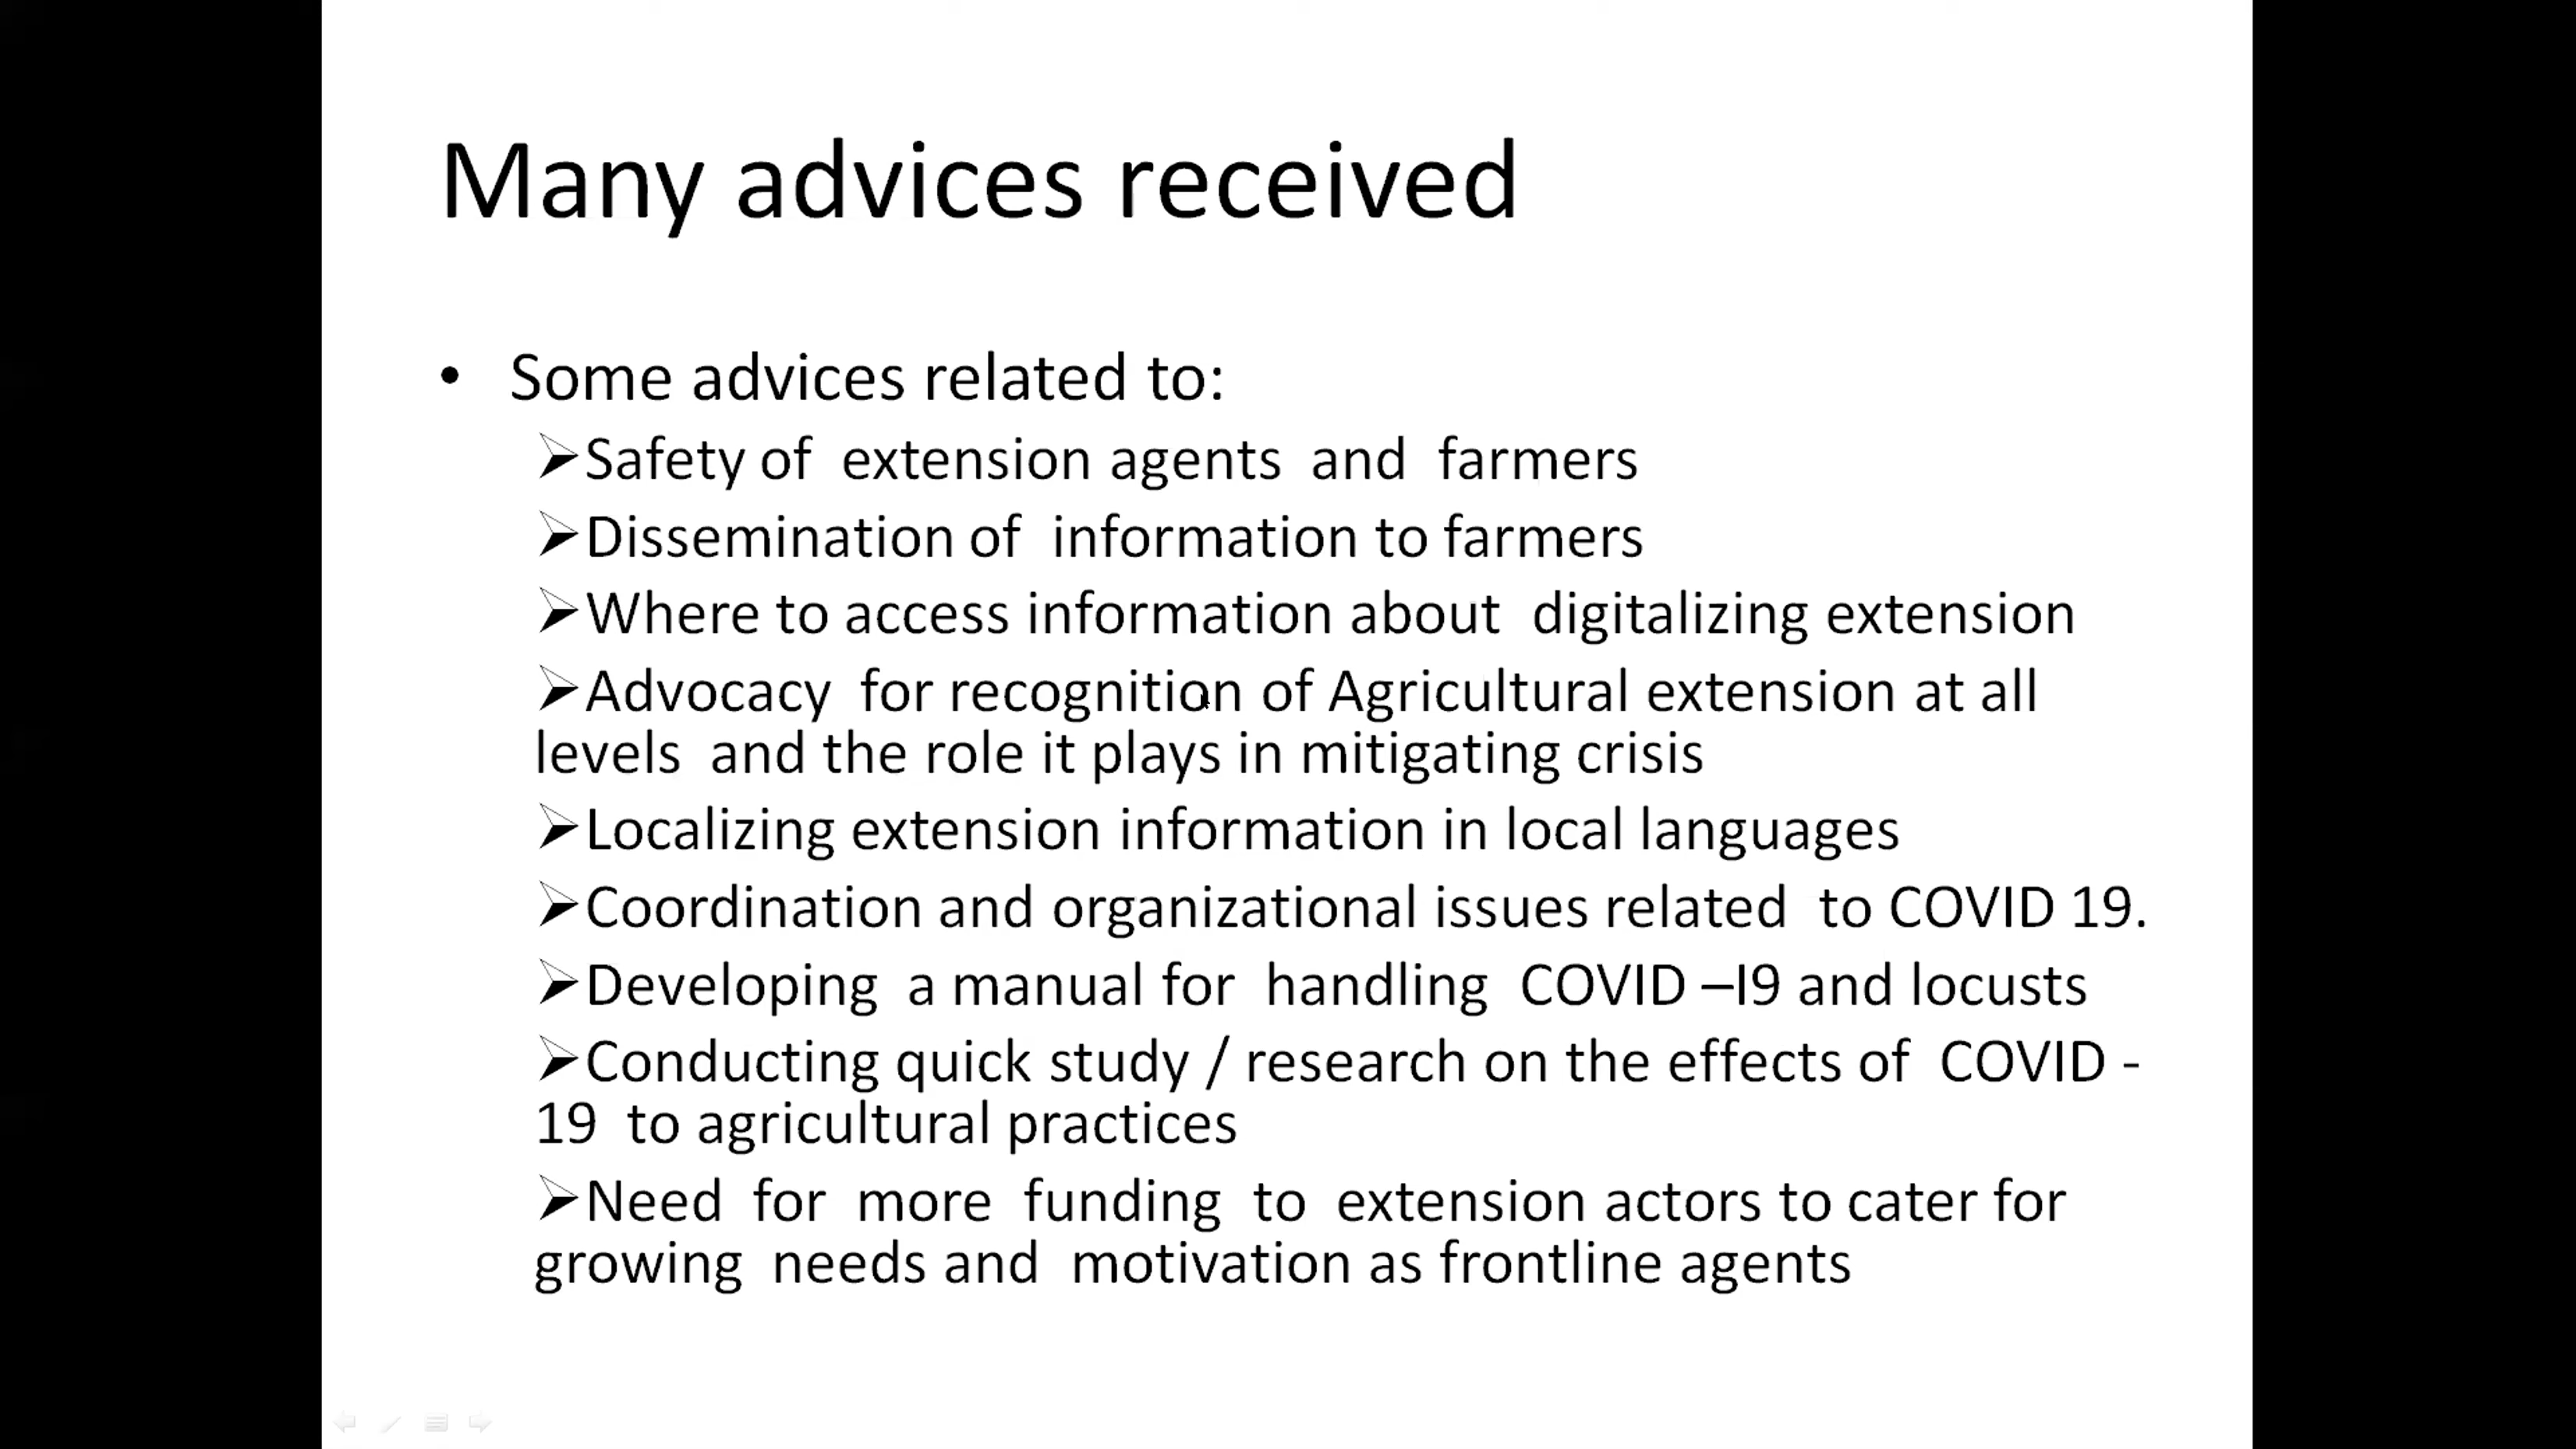 Many advices received
• Some advices related to:
➢Safety of extension agents and farmers
➢Dissemination of information to farmers
➢Where to access information about digitalizing extension
➢Advocacy for recognition of Agricultural extension at all
levels and the role it plays in mitigating crisis
➢Localizing extension information in local languages
➢Coordination and organizational issues related to COVID 19.
➢Developing a manual for handling COVID –I9 and locusts
➢Conducting quick study / research on the effects of COVID -
19 to agricultural practices
➢Need for more funding to extension actors to cater for
growing needs and motivation as frontline agents